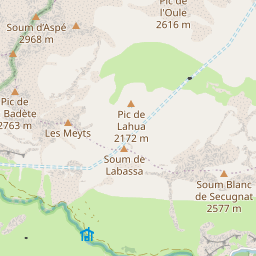 Pic de
l'Oule
2616 m
Soum d'Aspé
2968 m
Pic de
Badète
2763 m
Pic de
Lahua
2172 m
Les Meyts
Soum de
Labassa
Soum Blanc
de Secugnat
2577 m